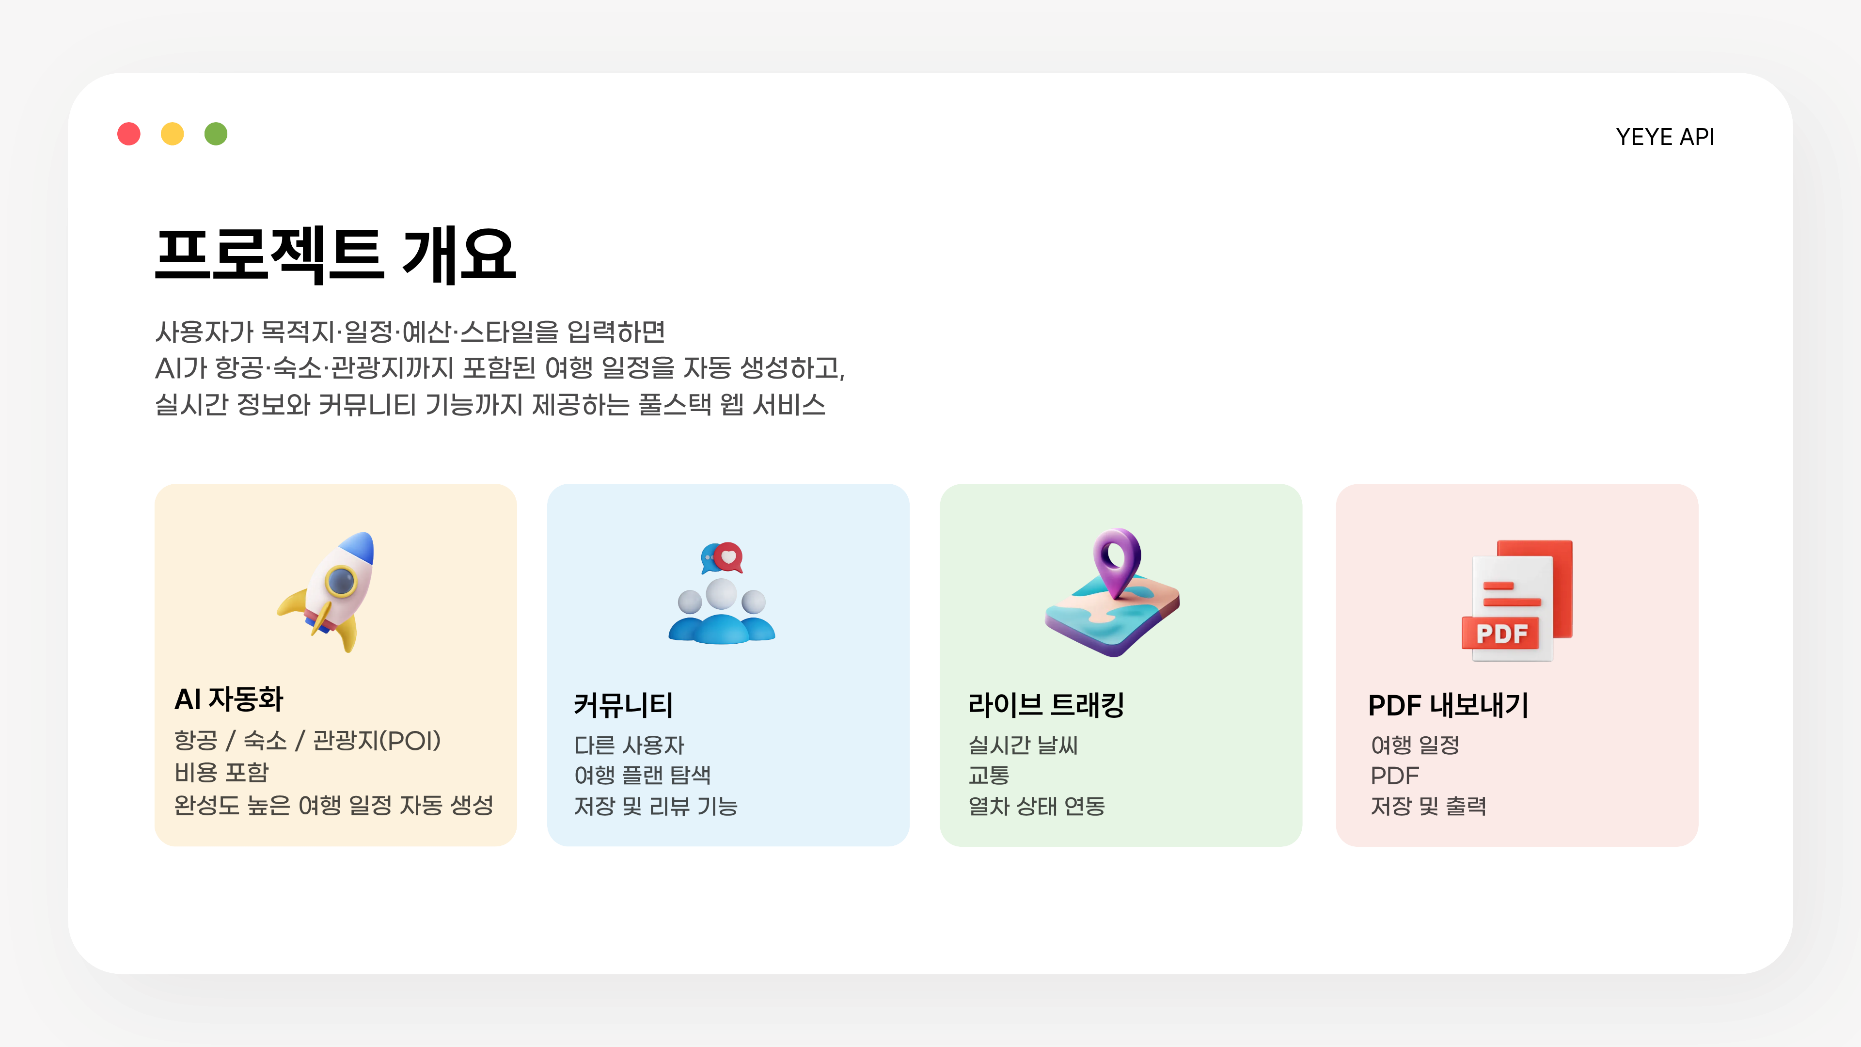 YEYE API
프로젝트 개요
사용자가 목적지·일정·예산·스타일을 입력하면
AI가 항공·숙소·관광지까지 포함된 여행 일정을 자동 생성하고,
실시간 정보와 커뮤니티 기능까지 제공하는 풀스택 웹 서비스
AI 자동화
항공 / 숙소 / 관광지(POI)
비용 포함
완성도 높은 여행 일정 자동 생성
커뮤니티
다른 사용자
여행 플랜 탐색
저장 및 리뷰 기능
라이브 트래킹
실시간 날씨
교통
열차 상태 연동
PDF
PDF 내보내기
여행 일정
PDF
저장 및 출력